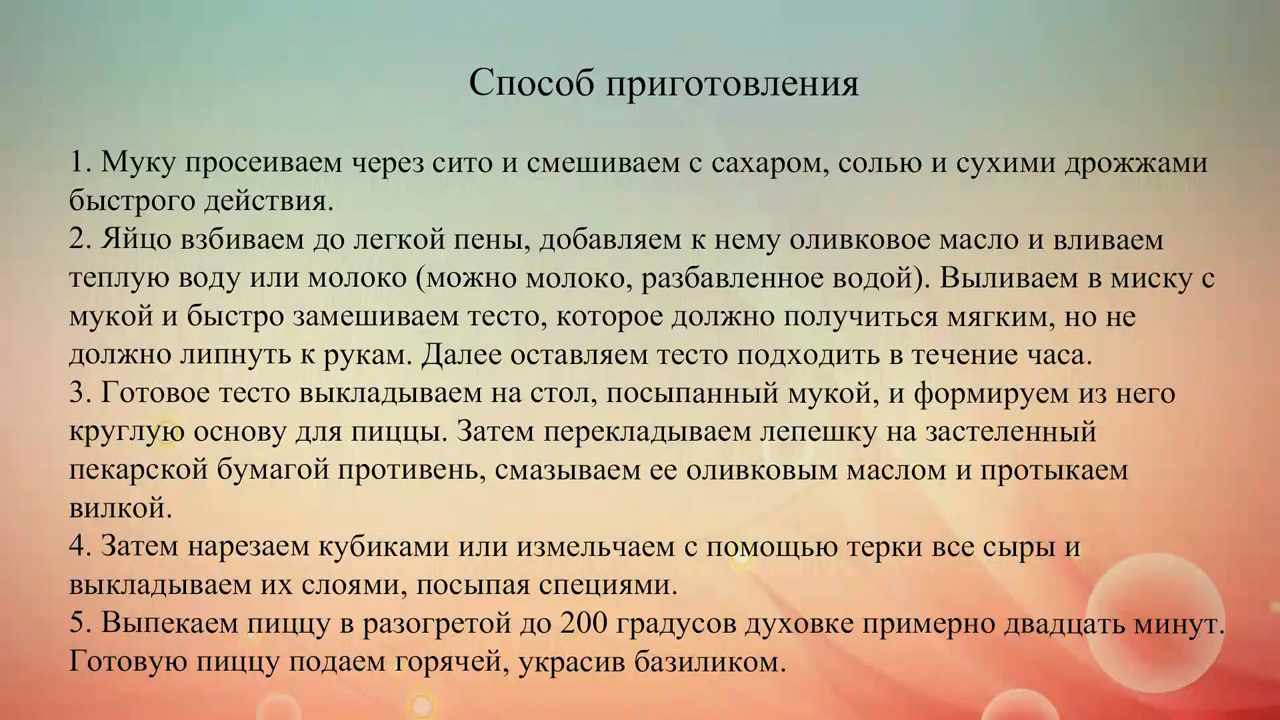 Способ приготовления
1. Муку просеиваем через сито и смешиваем с сахаром, солью и сухими дрожжами
быстрого действия.
2. Яйцо взбиваем до легкой пены, добавляем к нему оливковое масло и вливаем
теплую воду или молоко (можно молоко, разбавленное водой). Выливаем в миску с
мукой и быстро замешиваем тесто, которое должно получиться мягким, но не
должно липнуть к рукам. Далее оставляем тесто подходить в течение часа.
3. Готовое тесто выкладываем на стол, посыпанный мукой, и формируем из него
круглую основу для пиццы. Затем перекладываем лепешку на застеленный
пекарской бумагой противень, смазываем ее оливковым маслом и протыкаем
вилкой.
4. Затем нарезаем кубиками или измельчаем с помощью терки все сыры и
выкладываем их слоями, посыпая специями.
5. Выпекаем пиццу в разогретой до 200 градусов духовке примерно двадцать минут.
Готовую пиццу подаем горячей, украсив базиликом.